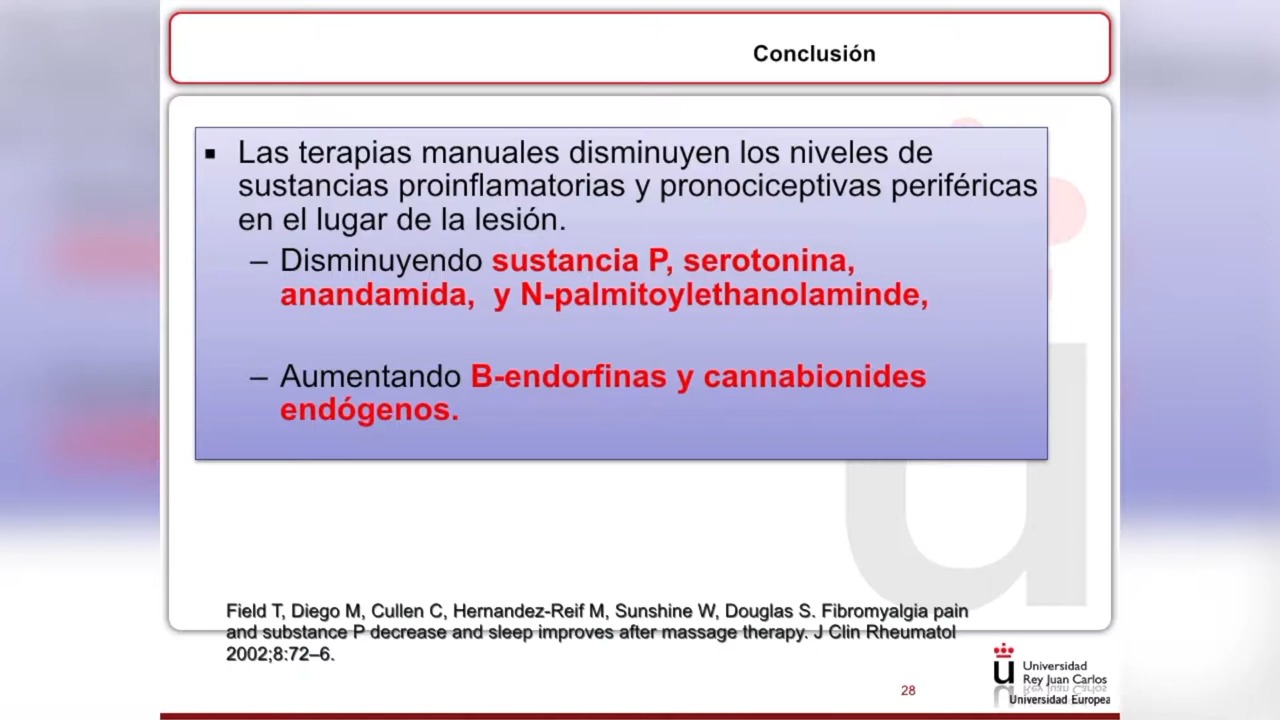 Conclusión
▪ Las terapias manuales disminuyen los niveles de
sustancias proinflamatorias y pronociceptivas periféricas
en el lugar de la lesión.
– Disminuyendo sustancia P, serotonina,
anandamida, y N-palmitoylethanolaminde,
– Aumentando B-endorfinas y cannabionides
endógenos.
Field T, Diego M, Cullen C, Hernandez-Reif M, Sunshine W, Douglas S. Fibromyalgia pain
and substance P decrease and sleep improves after massage therapy. J Clin Rheumatol
2002;8:72–6.
28
u Universidad
Rey Juan Carlos
Universidad Europea